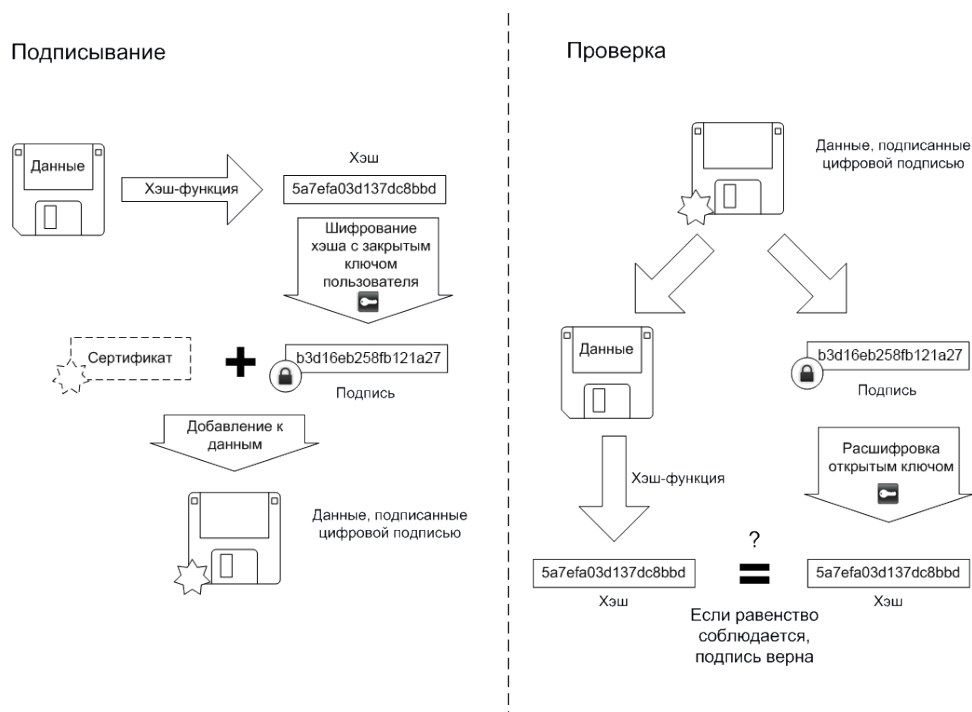 Подписывание
Данные
Хэш-функция
Хэш
5a7efa03d137dc8bbd
Шифрование
хэша с закрытым
ключом
пользователя
Сертификат
+
b3d16eb258fb121a27
Подпись
Добавление к
данным
Данные, подписанные
цифровой подписью
Проверка
Данные, подписанные
цифровой подписью
Данные
b3d16eb258fb121a27
Подпись
Хэш-функция
Расшифровка
открытым ключом
5a7efa03d137dc8bbd
Хэш
?
=
5a7efa03d137dc8bbd
Хэш
Если равенство
соблюдается,
подпись верна